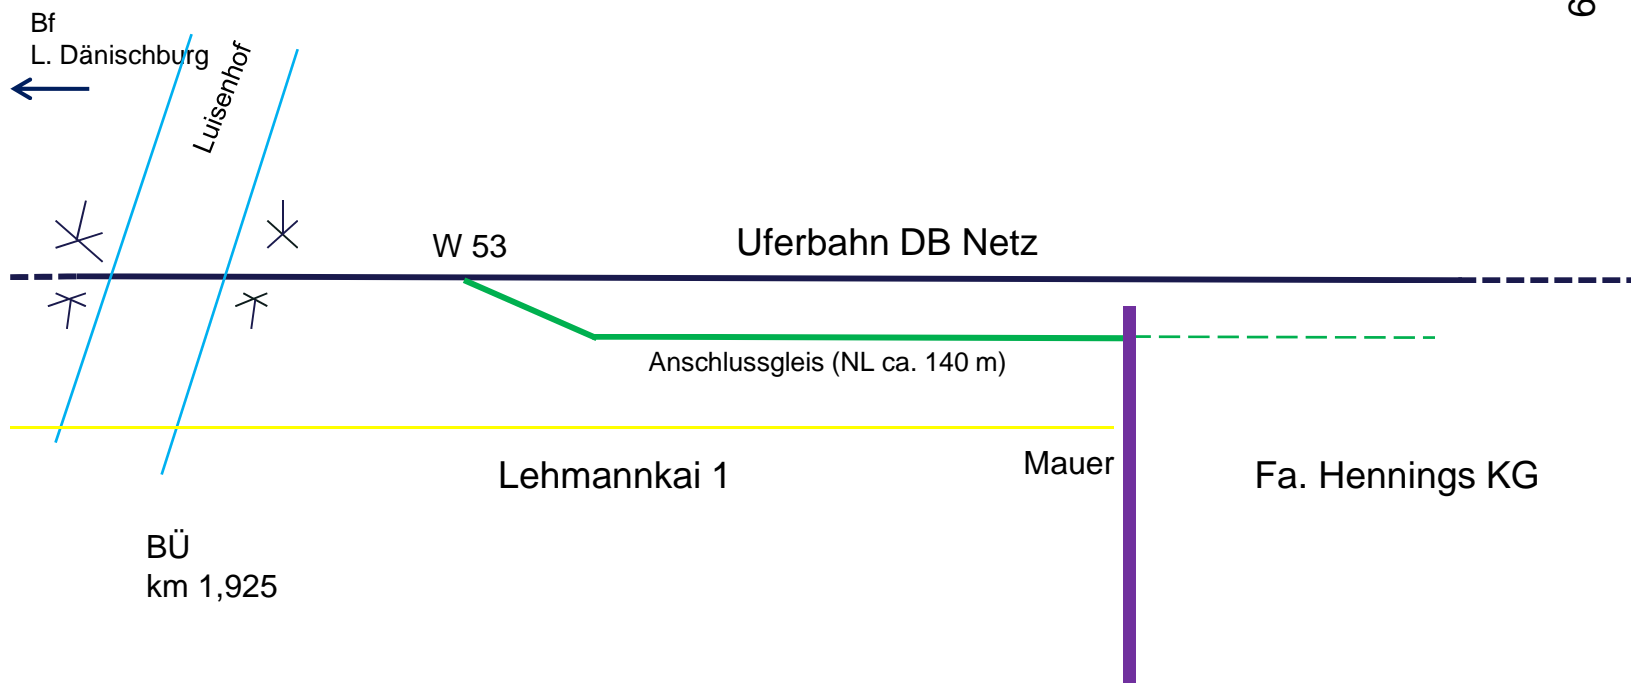 Bf
L. Dänischburg
Luisenhof
6
W 53
Uferbahn DB Netz
Anschlussgleis (NL ca. 140 m)
Lehmannkai 1
Mauer
Fa. Hennings KG
BÜ
km 1,925